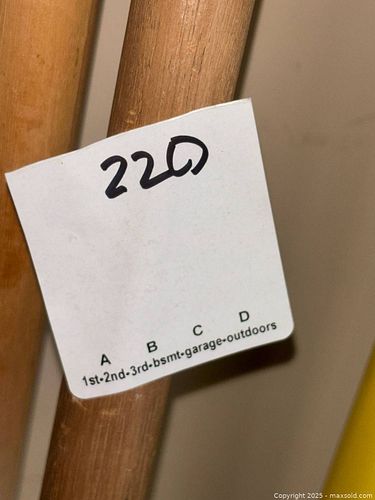 220
A B C D
1st-2nd-3rd-bsmt-garage-outdoors
Copyright 2025 - maxsold.com